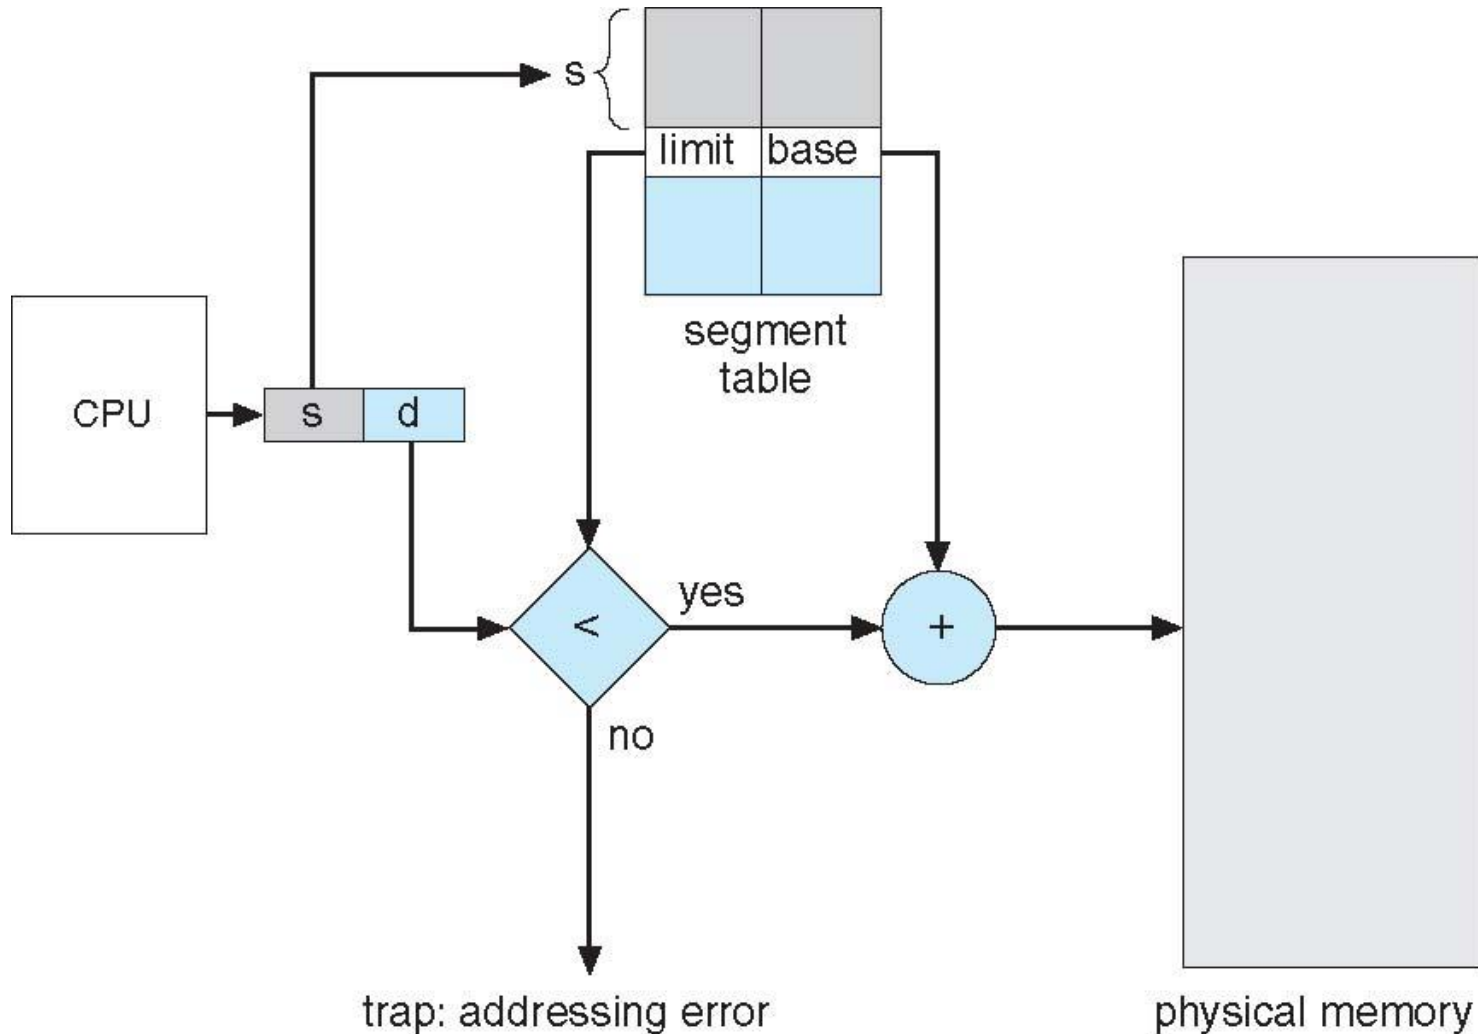 s
limit base
segment
table
CPU
s d
yes
<
+
no
trap: addressing error
physical memory